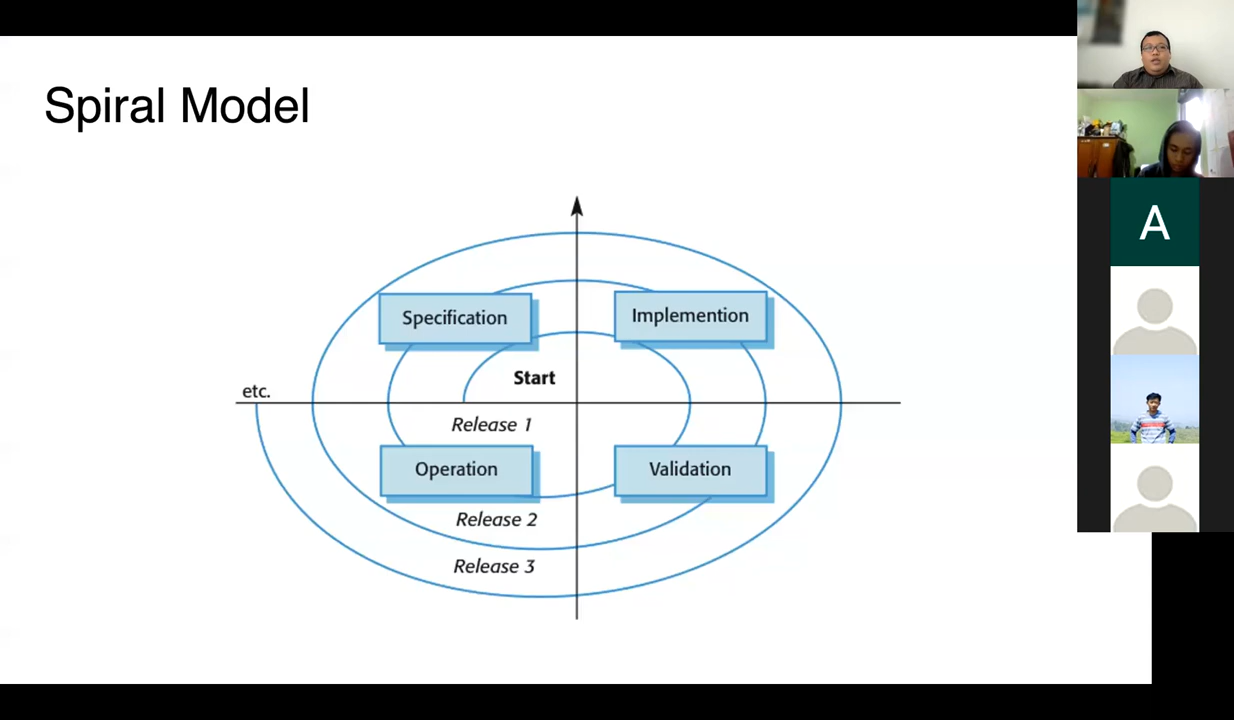 Spiral Model
A
Specification
Implemention
Start
etc.
Release 1
Operation
Validation
Release 2
Release 3